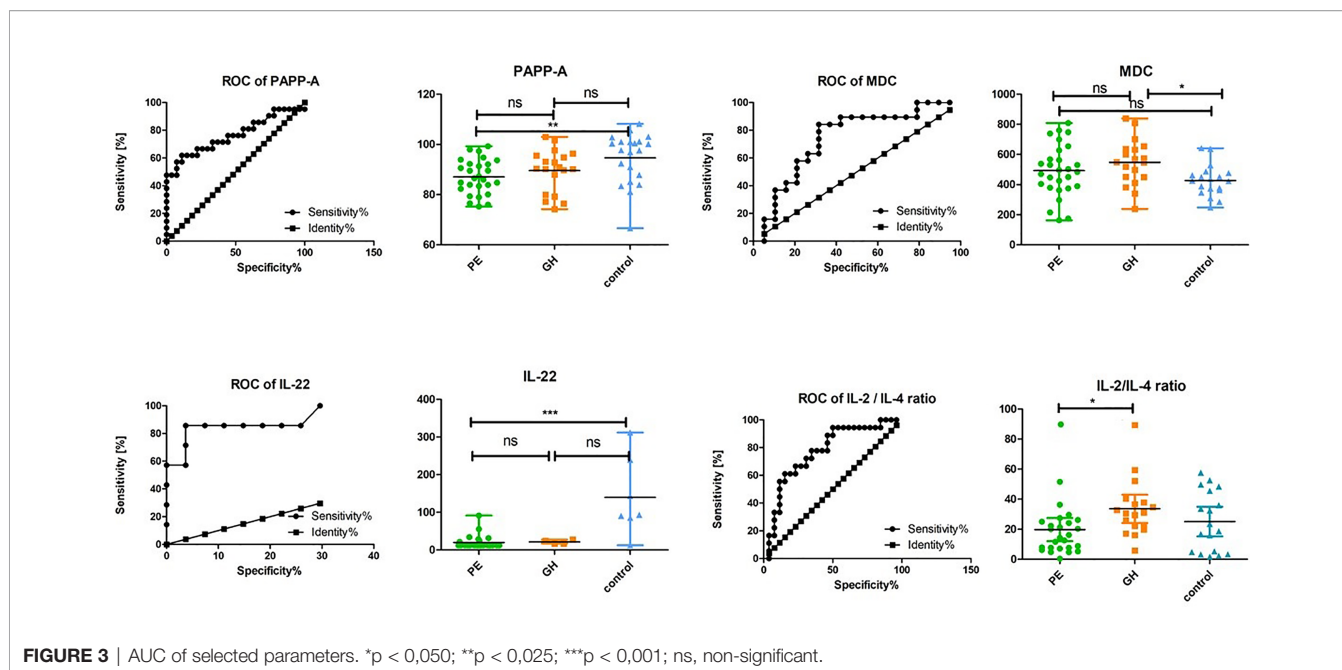 ROC of PAPP-A
Sensitivity [%]
100
80
60
40
20
0
0 50 100 150
Specificity%
Sensitivity%
Identity%
PAPP-A
120
100
80
60
ns ns
**
PE GH control
ROC of MDC
Sensitivity [%]
100
80
60
40
20
0
0 20 40 60 80 100
Specificity%
Sensitivity%
Identity%
MDC
1000
800
600
400
200
0
ns *
ns
PE GH control
ROC of IL-22
Sensitivity [%]
100
80
60
40
20
0
0 10 20 30
Specificity%
Sensitivity%
Identity%
IL-22
400
300
200
100
0
***
ns ns
PE GH control
ROC of IL-2 / IL-4 ratio
Sensitivity [%]
100
80
60
40
20
0
0 50 100 150
Specificity%
Sensitivity%
Identity%
IL-2/IL-4 ratio
100
80
60
40
20
0
*
PE GH control
FIGURE 3 | AUC of selected parameters. *p < 0,050; **p < 0,025; ***p < 0,001; ns, non-significant.